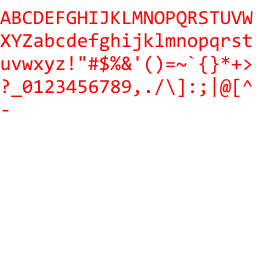 ABCDEFGHIJKLMNOPQRSTUVW
XYZabcdefghijklmnopqrst
uvwxyz!"#$%&'()=~`{}*+>
?_0123456789,./\]:;|@[^
-